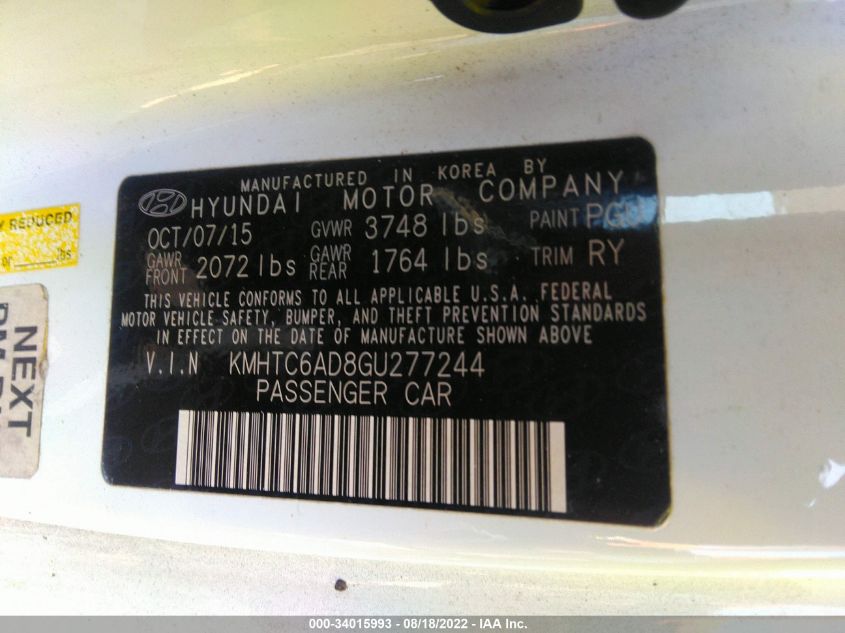 MANUFACTURED IN KOREA BY
HYUNDAI MOTOR COMPANY
OCT/07/15 GVWR 3748 lbs PAINT PGU
GAWR FRONT 2072 lbs GAWR REAR 1764 lbs TRIM RY
THIS VEHICLE CONFORMS TO ALL APPLICABLE U.S.A. FEDERAL
MOTOR VEHICLE SAFETY, BUMPER, AND THEFT PREVENTION STANDARDS
IN EFFECT ON THE DATE OF MANUFACTURE SHOWN ABOVE
V.I.N KMHTC6AD8GU277244
PASSENGER CAR
REDUCED
or lbs
NEXT
000-34015993 - 08/18/2022 - IAA Inc.